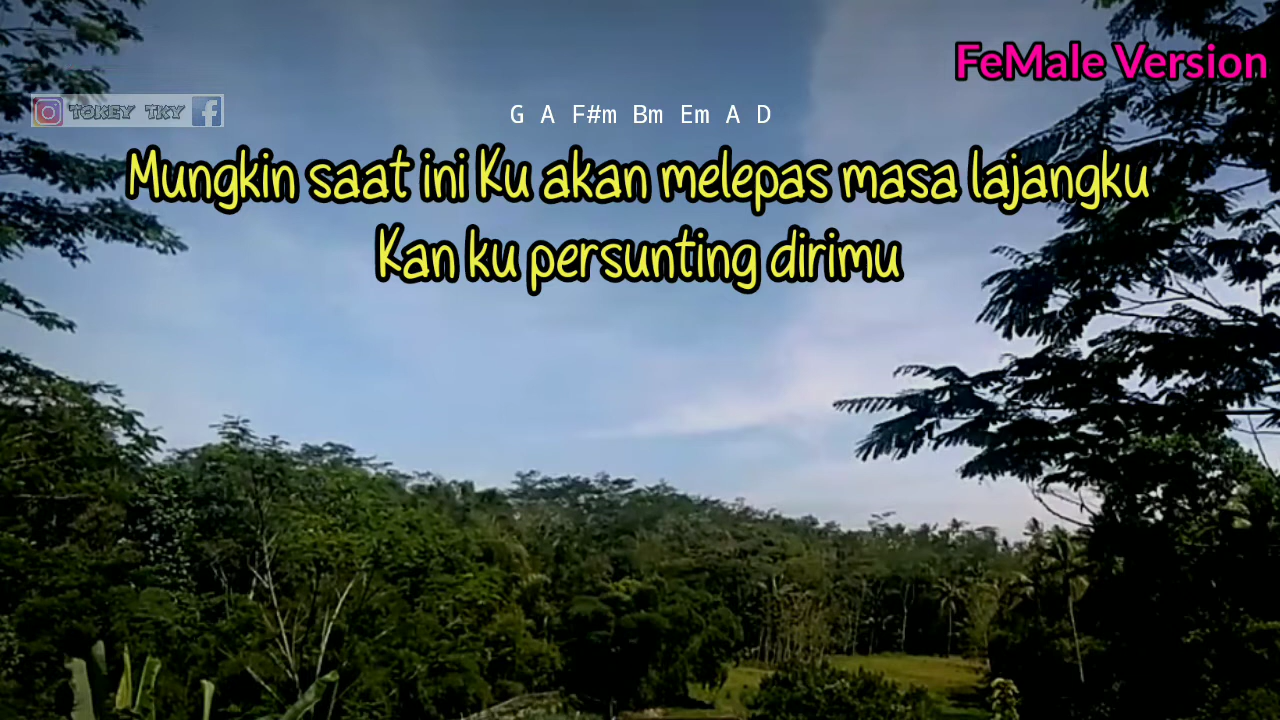 FeMale Version
TOKEY TKY
G A F#m Bm Em A D
Mungkin saat ini Ku akan melepas masa lajangku
Kan ku persunting dirimu